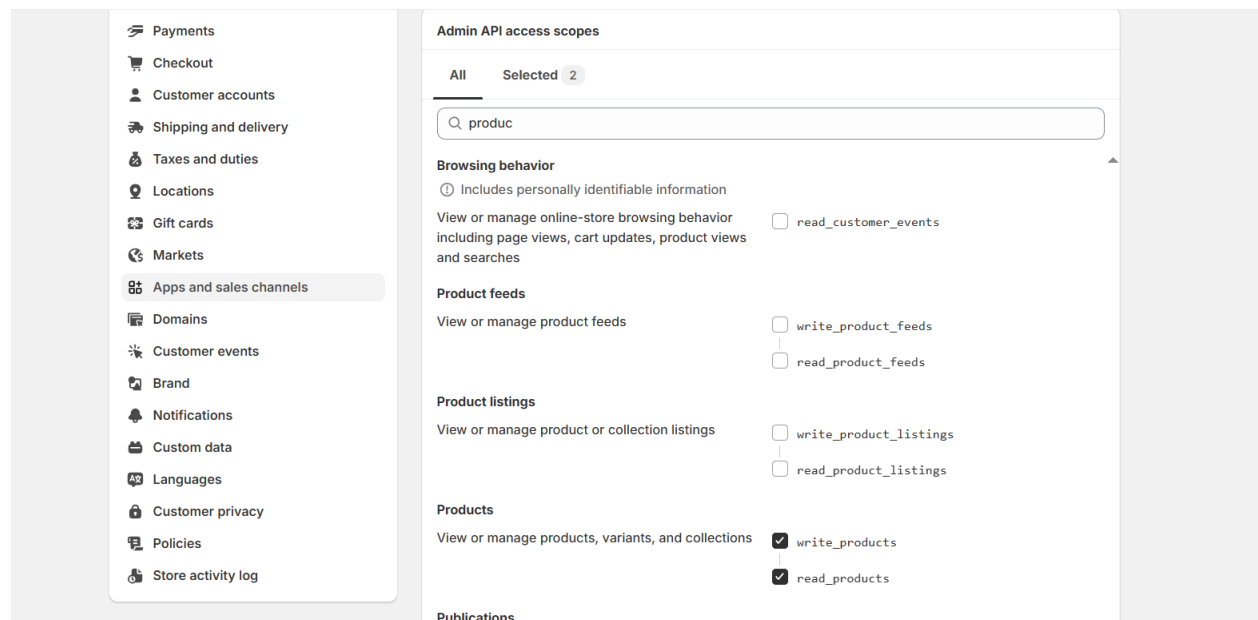 Payments
Checkout
Customer accounts
Shipping and delivery
Taxes and duties
Locations
Gift cards
Markets
Apps and sales channels
Domains
Customer events
Brand
Notifications
Custom data
Languages
Customer privacy
Policies
Store activity log
Admin API access scopes
All Selected 2
produc
Browsing behavior
Includes personally identifiable information
View or manage online-store browsing behavior
including page views, cart updates, product views
and searches
read_customer_events
Product feeds
View or manage product feeds
write_product_feeds
read_product_feeds
Product listings
View or manage product or collection listings
write_product_listings
read_product_listings
Products
View or manage products, variants, and collections
write_products
read_products
Publications